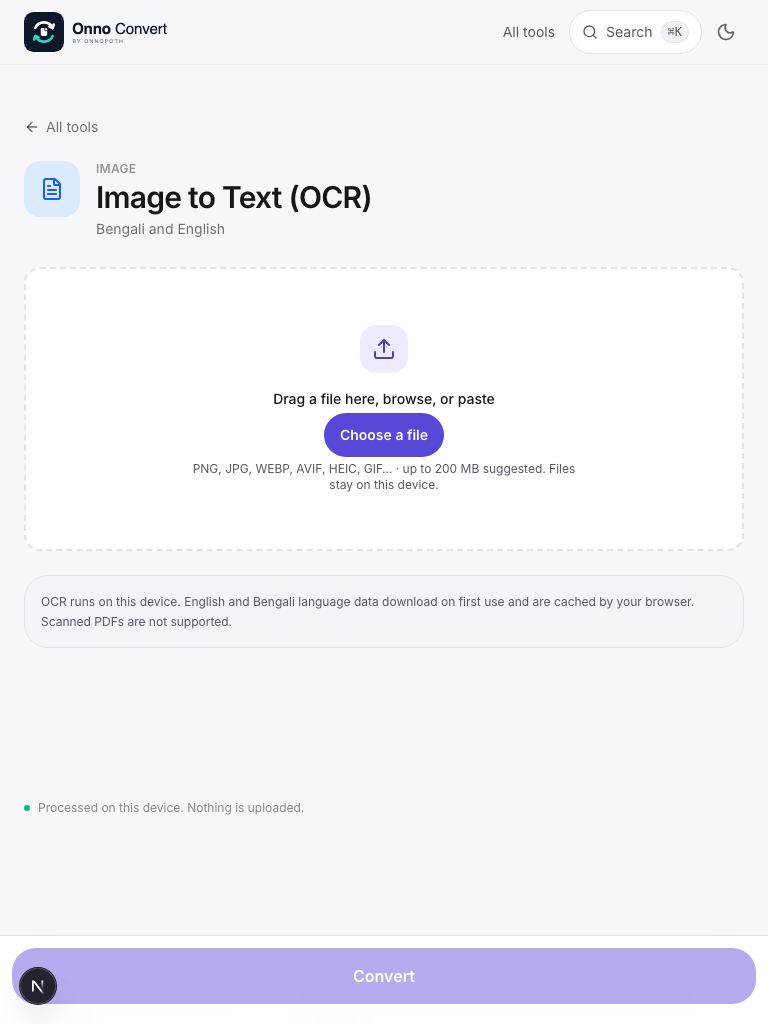 Onno Convert
BY ONNOPOTH
All tools
Search ⌘K
All tools
IMAGE
Image to Text (OCR)
Bengali and English
Drag a file here, browse, or paste
Choose a file
PNG, JPG, WEBP, AVIF, HEIC, GIF… · up to 200 MB suggested. Files
stay on this device.
OCR runs on this device. English and Bengali language data download on first use and are cached by your browser.
Scanned PDFs are not supported.
Processed on this device. Nothing is uploaded.
Convert
N